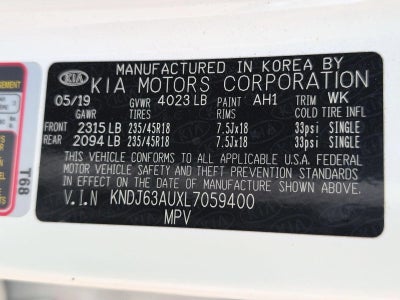 MANUFACTURED IN KOREA BY
KIA KIA MOTORS CORPORATION
05/19 GVWR 4023 LB PAINT AH1 TRIM WK
GAWR TIRES RIMS COLD TIRE INFL
FRONT 2315 LB 235/45R18 7.5Jx18 33psi SINGLE
REAR 2094 LB 235/45R18 7.5Jx18 33psi SINGLE
THIS VEHICLE CONFORMS TO ALL APPLICABLE U.S.A. FEDERAL
MOTOR VEHICLE SAFETY AND THEFT PREVENTION STANDARDS
IN EFFECT ON THE DATE OF MANUFACTURE SHOWN ABOVE.
V.I.N KNDJ63AUXL7059400
MPV
T68